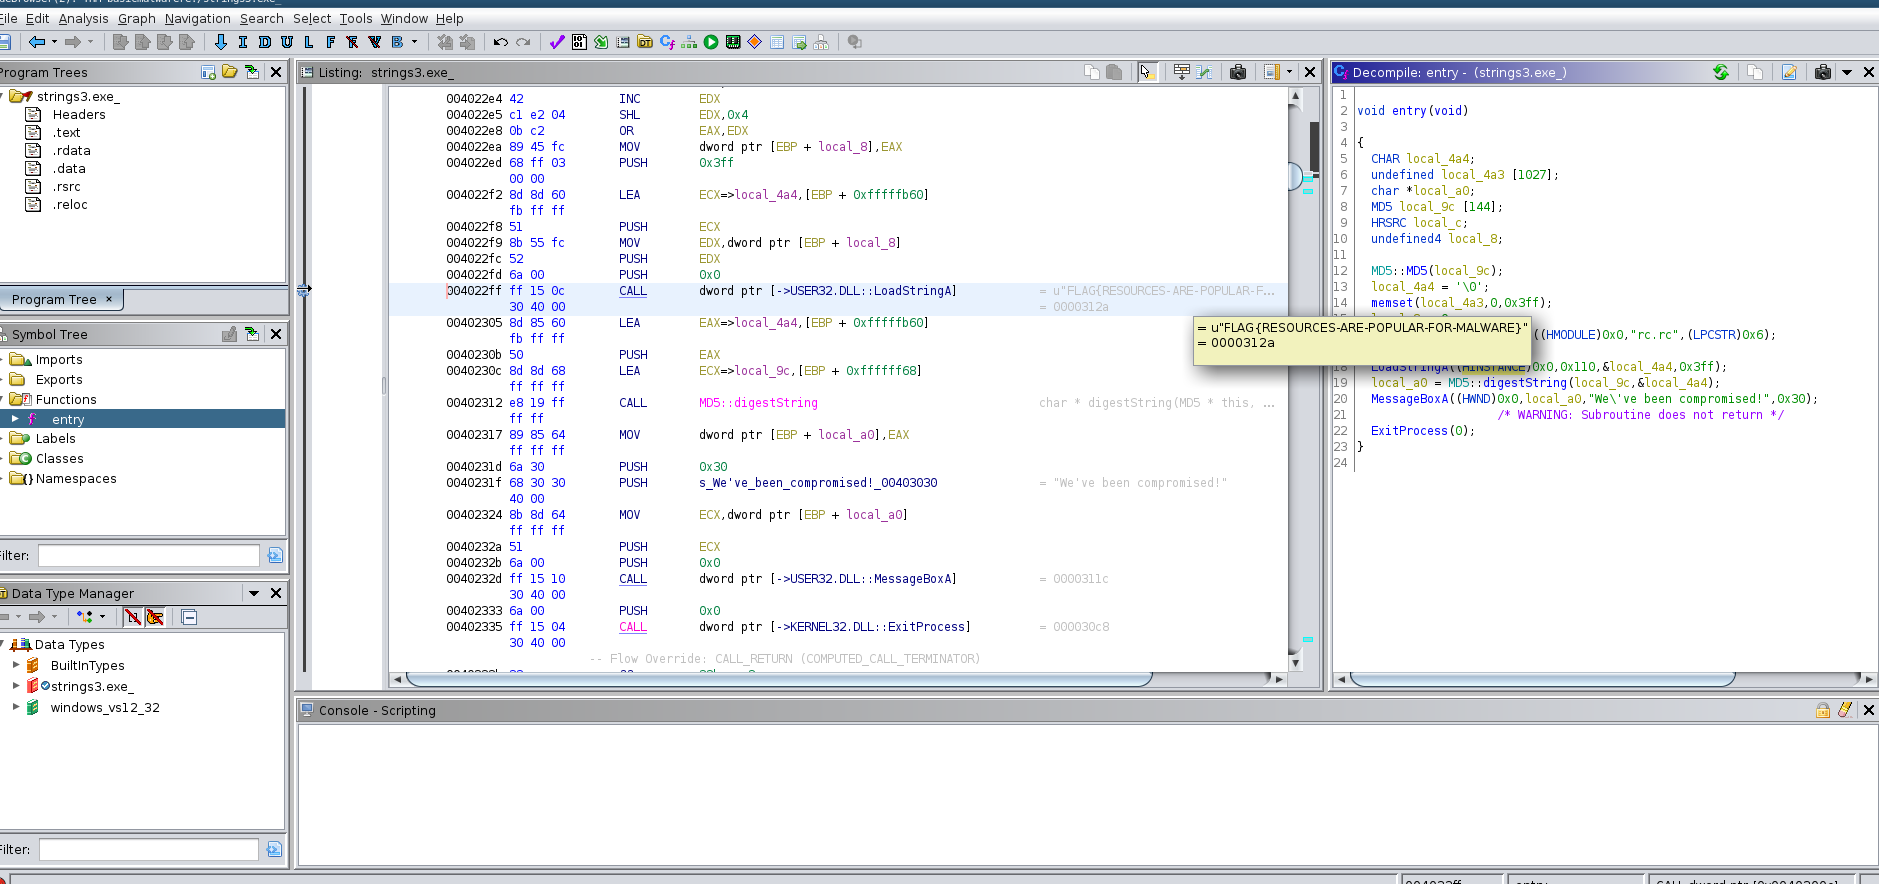 File Edit Analysis Graph Navigation Search Select Tools Window Help
I D U L F B
Program Trees
strings3.exe_
Headers
.text
.rdata
.data
.rsrc
.reloc
Program Tree ×
Symbol Tree
Imports
Exports
Functions
entry
Labels
Classes
Namespaces
Filter:
Data Type Manager
Data Types
BuiltInTypes
strings3.exe_
windows_vs12_32
Filter:
Listing: strings3.exe_
004022e4 42 INC EDX
004022e5 c1 e2 04 SHL EDX,0x4
004022e8 0b c2 OR EAX,EDX
004022ea 89 45 fc MOV dword ptr [EBP + local_8],EAX
004022ed 68 ff 03 PUSH 0x3ff
00 00
004022f2 8d 8d 60 LEA ECX=>local_4a4,[EBP + 0xfffffb60]
fb ff ff
004022f8 51 PUSH ECX
004022f9 8b 55 fc MOV EDX,dword ptr [EBP + local_8]
004022fc 52 PUSH EDX
004022fd 6a 00 PUSH 0x0
004022ff ff 15 0c CALL dword ptr [->USER32.DLL::LoadStringA] = u"FLAG{RESOURCES-ARE-POPULAR-F...
30 40 00 = 0000312a
00402305 8d 85 60 LEA EAX=>local_4a4,[EBP + 0xfffffb60]
fb ff ff
0040230b 50 PUSH EAX
0040230c 8d 8d 68 LEA ECX=>local_9c,[EBP + 0xffffff68]
ff ff ff
00402312 e8 19 ff CALL MD5::digestString char * digestString(MD5 * this, ...
ff ff
00402317 89 85 64 MOV dword ptr [EBP + local_a0],EAX
ff ff ff
0040231d 6a 30 PUSH 0x30
0040231f 68 30 30 PUSH s_We've_been_compromised!_00403030 = "We've been compromised!"
40 00
00402324 8b 8d 64 MOV ECX,dword ptr [EBP + local_a0]
ff ff ff
0040232a 51 PUSH ECX
0040232b 6a 00 PUSH 0x0
0040232d ff 15 10 CALL dword ptr [->USER32.DLL::MessageBoxA] = 0000311c
30 40 00
00402333 6a 00 PUSH 0x0
00402335 ff 15 04 CALL dword ptr [->KERNEL32.DLL::ExitProcess] = 000030c8
30 40 00
-- Flow Override: CALL_RETURN (COMPUTED_CALL_TERMINATOR)
= u"FLAG{RESOURCES-ARE-POPULAR-FOR-MALWARE}"
= 0000312a
Decompile: entry - (strings3.exe_)
1
2 void entry(void)
3
4 {
5 CHAR local_4a4;
6 undefined local_4a3 [1027];
7 char *local_a0;
8 MD5 local_9c [144];
9 HRSRC local_c;
10 undefined4 local_8;
11
12 MD5::MD5(local_9c);
13 local_4a4 = '\0';
14 memset(local_4a3,0,0x3ff);
((HMODULE)0x0,"rc.rc",(LPCSTR)0x6);
18 LoadStringA((HINSTANCE)0x0,0x110,&local_4a4,0x3ff);
19 local_a0 = MD5::digestString(local_9c,&local_4a4);
20 MessageBoxA((HWND)0x0,local_a0,"We\'ve been compromised!",0x30);
21 /* WARNING: Subroutine does not return */
22 ExitProcess(0);
23 }
24
Console - Scripting